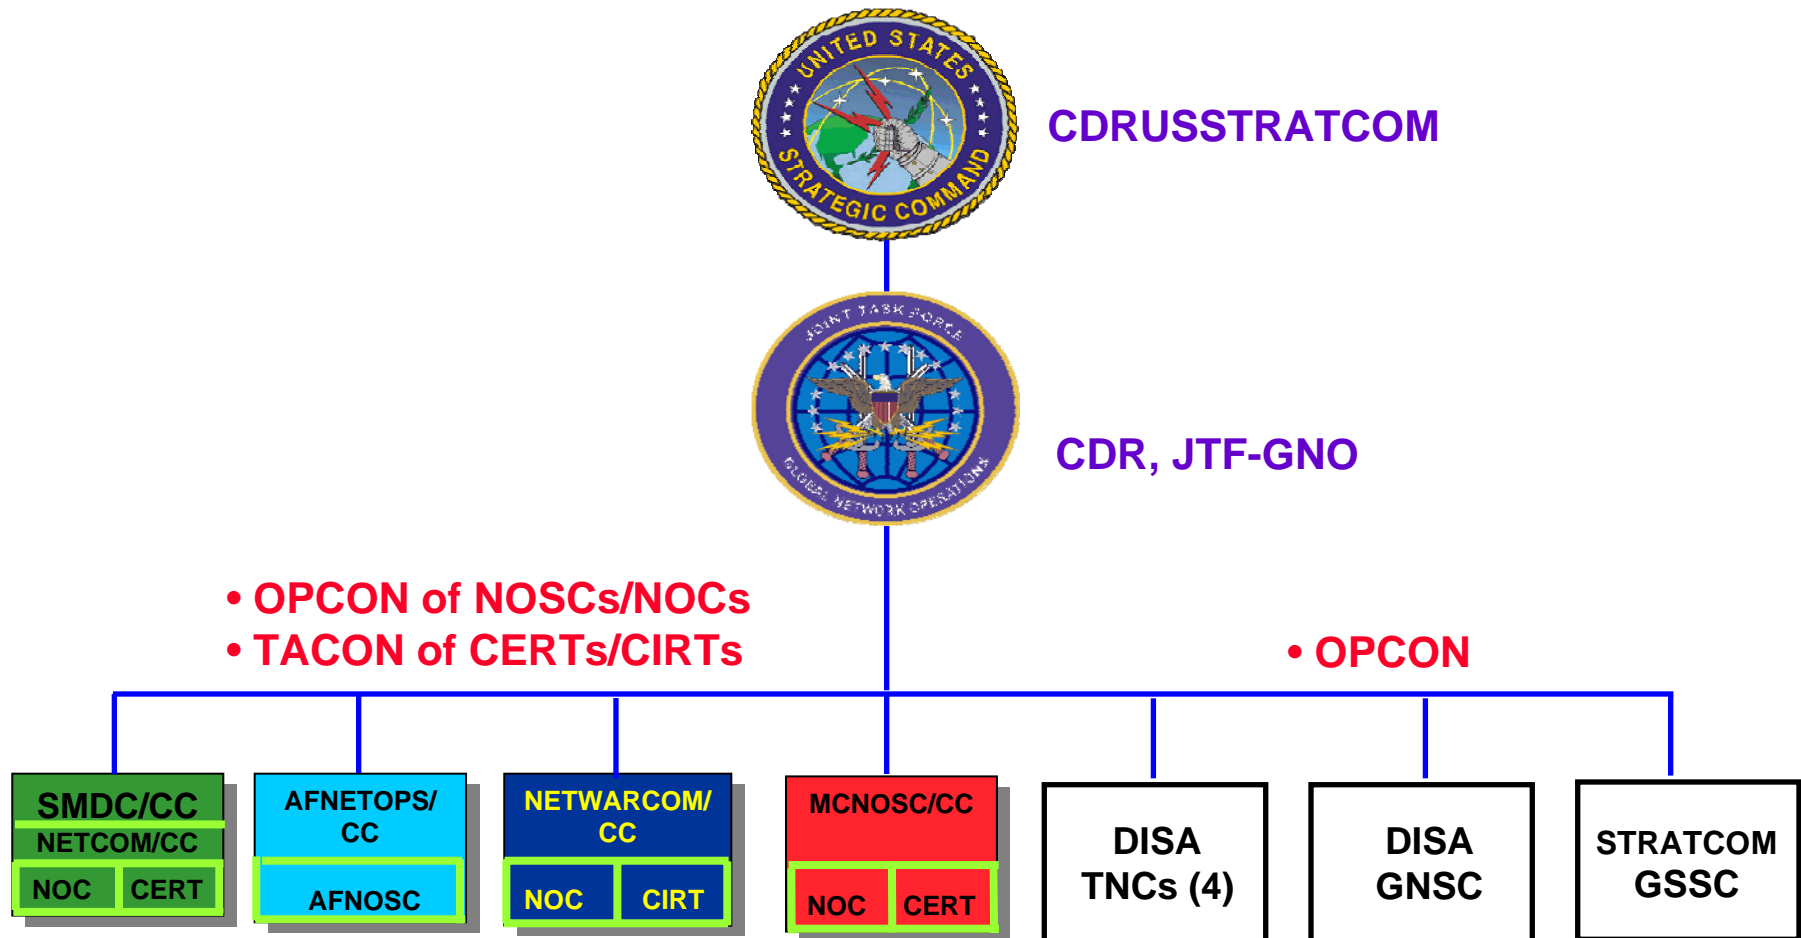 UNITED STATES
STRATEGIC COMMAND
CDRUSSTRATCOM
JOINT TASK FORCE
GLOBAL NETWORK OPERATIONS
CDR, JTF-GNO
• OPCON of NOSCs/NOCs
• TACON of CERTs/CIRTs
• OPCON
SMDC/CC
NETCOM/CC
NOC
CERT
AFNETOPS/
CC
AFNOSC
NETWARCOM/
CC
NOC
CIRT
MCNOSC/CC
NOC
CERT
DISA
TNCs (4)
DISA
GNSC
STRATCOM
GSSC